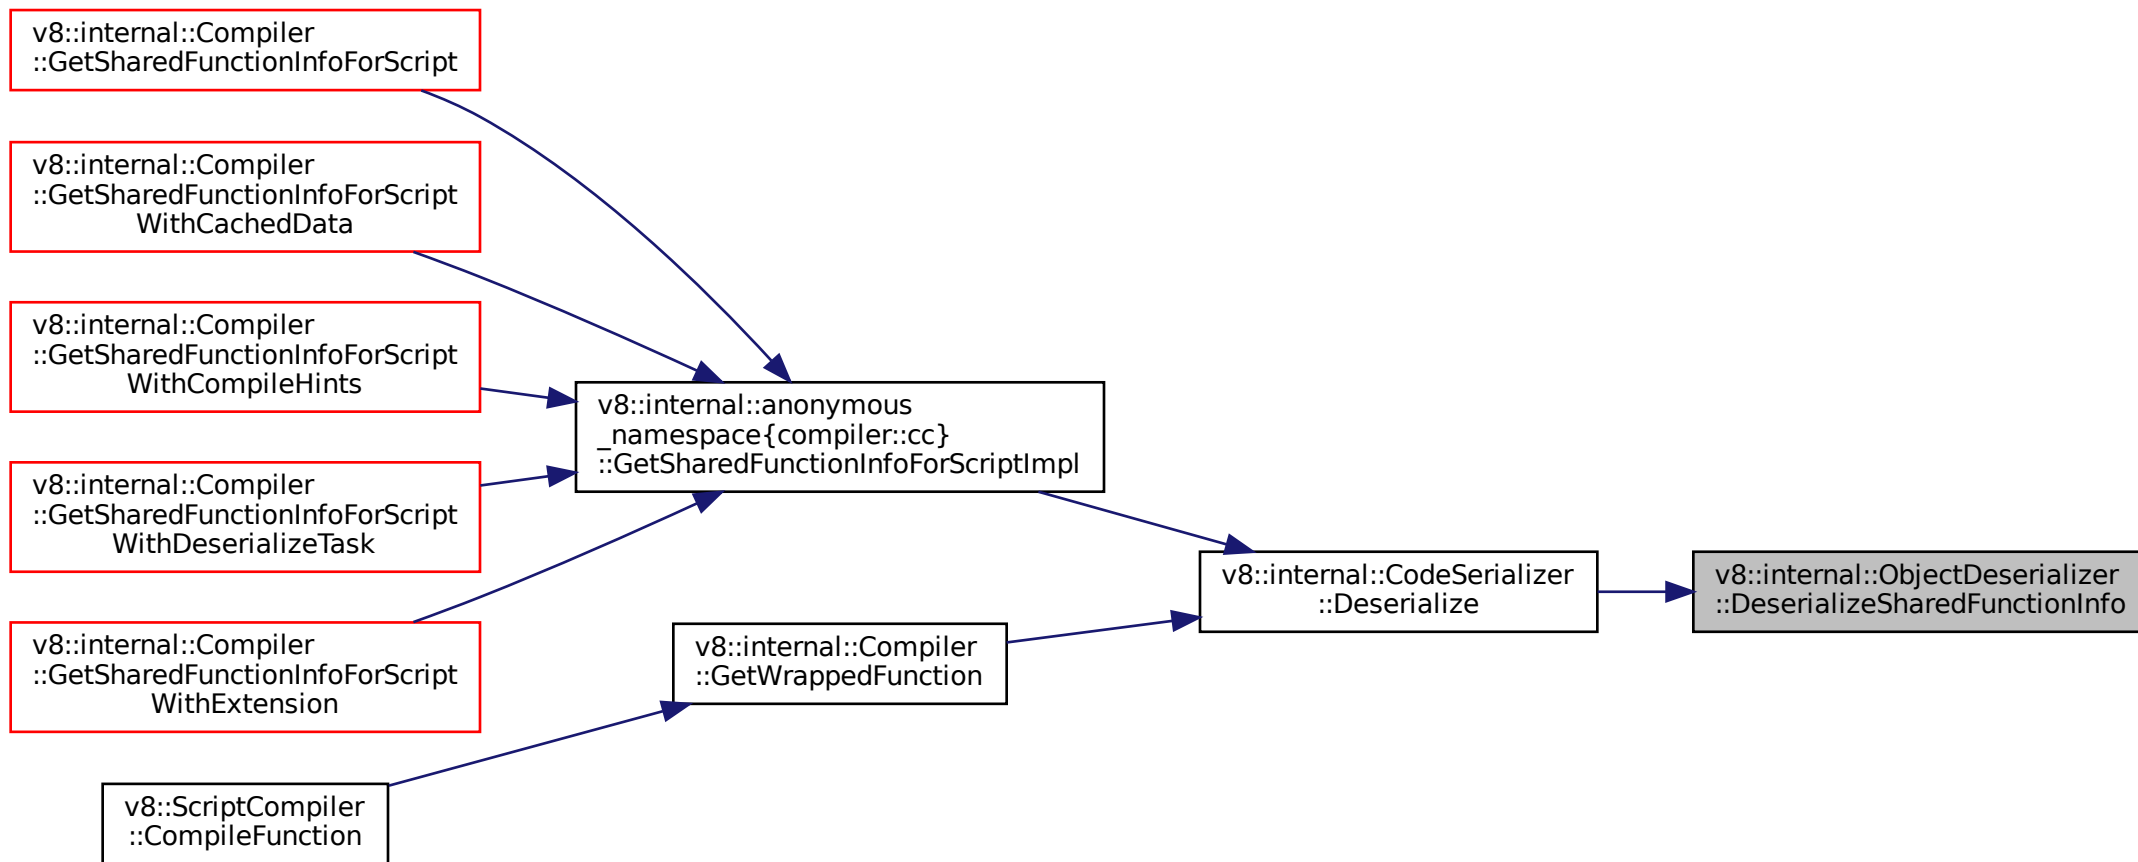 v8::internal::Compiler
::GetSharedFunctionInfoForScript
v8::internal::Compiler
::GetSharedFunctionInfoForScript
WithCachedData
v8::internal::Compiler
::GetSharedFunctionInfoForScript
WithCompileHints
v8::internal::Compiler
::GetSharedFunctionInfoForScript
WithDeserializeTask
v8::internal::Compiler
::GetSharedFunctionInfoForScript
WithExtension
v8::ScriptCompiler
::CompileFunction
v8::internal::anonymous
_namespace{compiler::cc}
::GetSharedFunctionInfoForScriptImpl
v8::internal::Compiler
::GetWrappedFunction
v8::internal::CodeSerializer
::Deserialize
v8::internal::ObjectDeserializer
::DeserializeSharedFunctionInfo